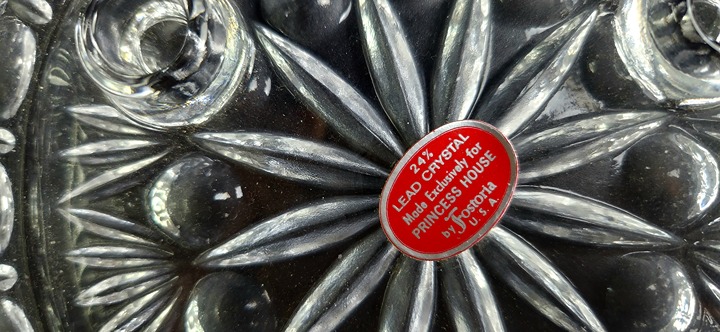 24%
LEAD CRYSTAL
Made Exclusively for
PRINCESS HOUSE
by Fostoria
U.S.A.